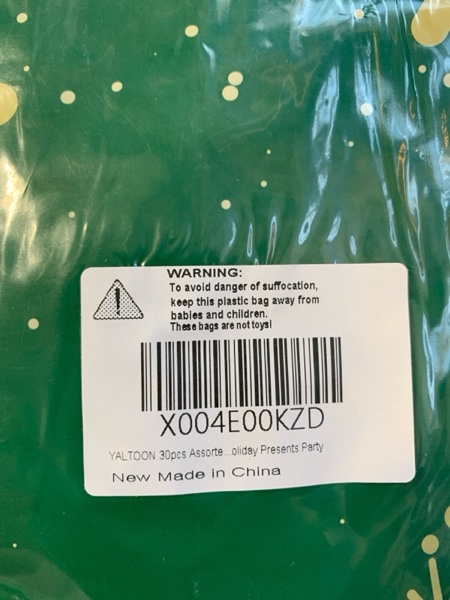 WARNING:
To avoid danger of suffocation,
keep this plastic bag away from
babies and children.
These bags are not toys!
X004E00KZD
YALTOON 30pcs Assorte...oliday Presents Party
New Made in China